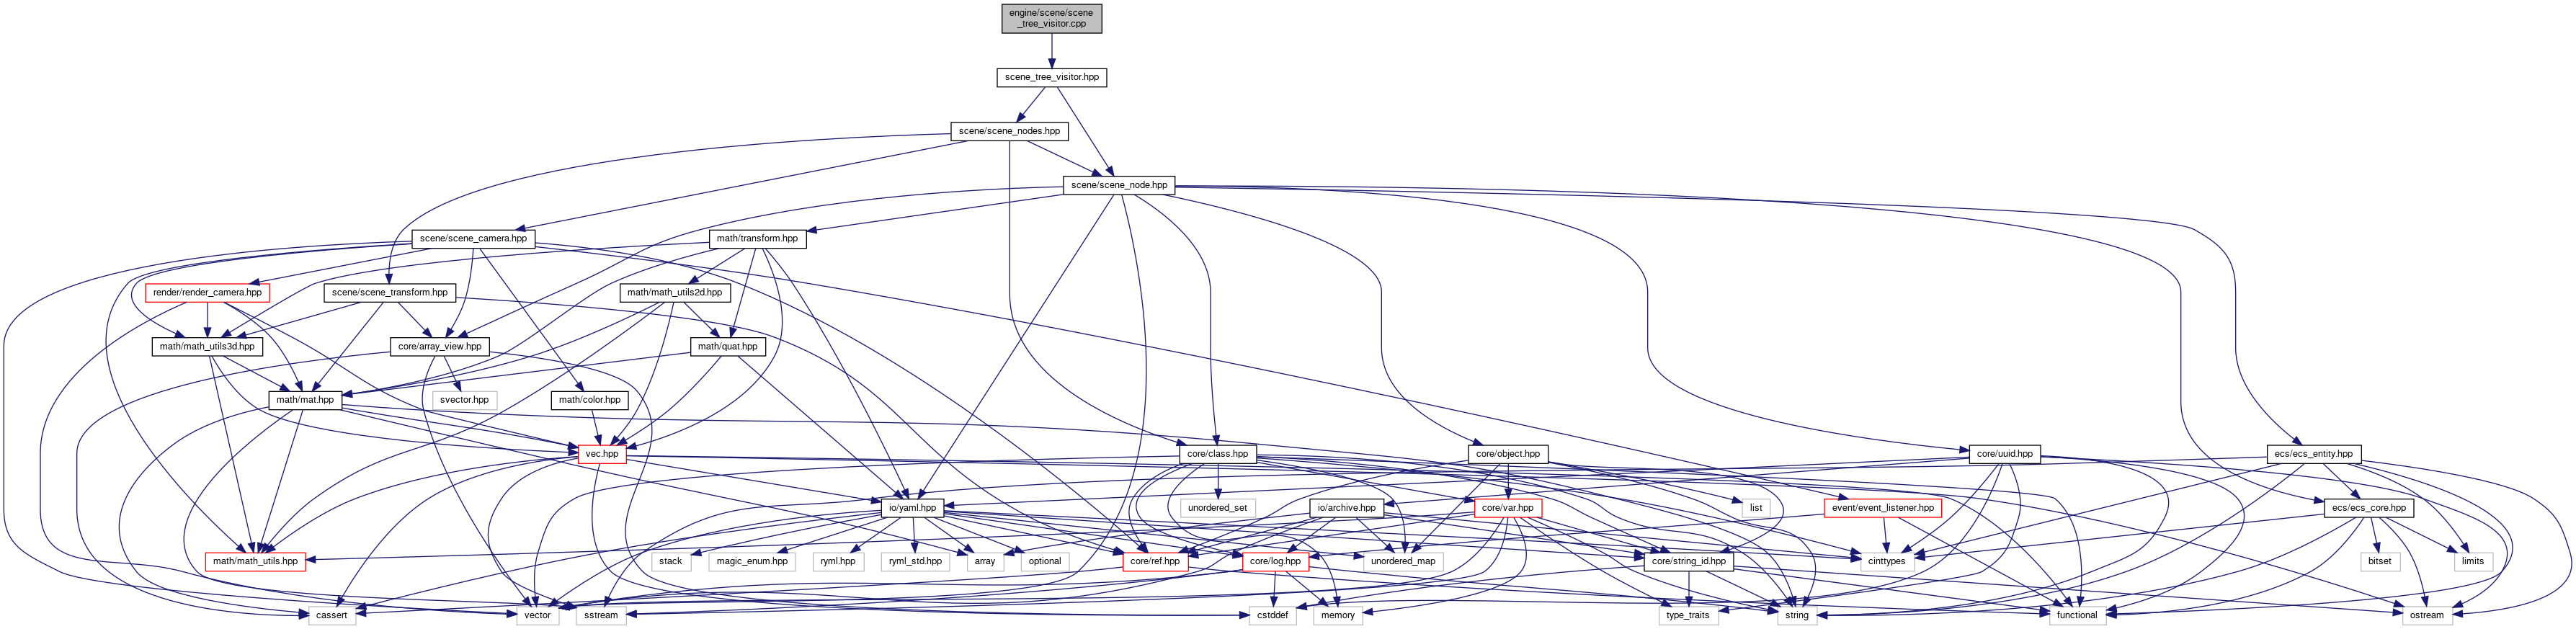 engine/scene/scene
_tree_visitor.cpp
scene_tree_visitor.hpp
scene/scene_nodes.hpp
scene/scene_node.hpp
scene/scene_camera.hpp
math/transform.hpp
render/render_camera.hpp
scene/scene_transform.hpp
math/math_utils2d.hpp
math/math_utils3d.hpp
core/array_view.hpp
math/quat.hpp
math/mat.hpp
svector.hpp
math/color.hpp
vec.hpp
core/class.hpp
core/object.hpp
core/uuid.hpp
ecs/ecs_entity.hpp
io/yaml.hpp
unordered_set
io/archive.hpp
core/var.hpp
list
event/event_listener.hpp
ecs/ecs_core.hpp
math/math_utils.hpp
stack
magic_enum.hpp
ryml.hpp
ryml_std.hpp
array
optional
core/ref.hpp
core/log.hpp
unordered_map
core/string_id.hpp
cinttypes
bitset
limits
cassert
vector
sstream
cstddef
memory
type_traits
string
functional
ostream